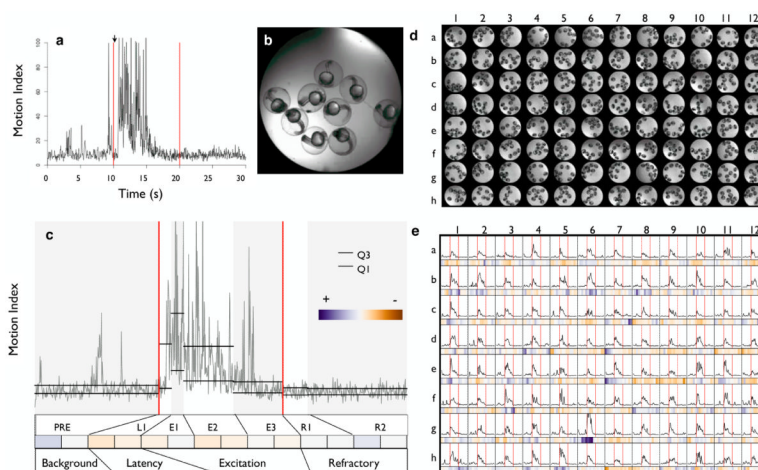 a
Motion Index
100
80
60
40
20
0
0 5 10 15 20 25 30
Time (s)
b
c
Motion Index
Q3
Q1
+ -
PRE L1 E1 E2 E3 R1 R2
Background Latency Excitation Refractory
d
1 2 3 4 5 6 7 8 9 10 11 12
a
b
c
d
e
f
g
h
e
1 2 3 4 5 6 7 8 9 10 11 12
a
b
c
d
e
f
g
h